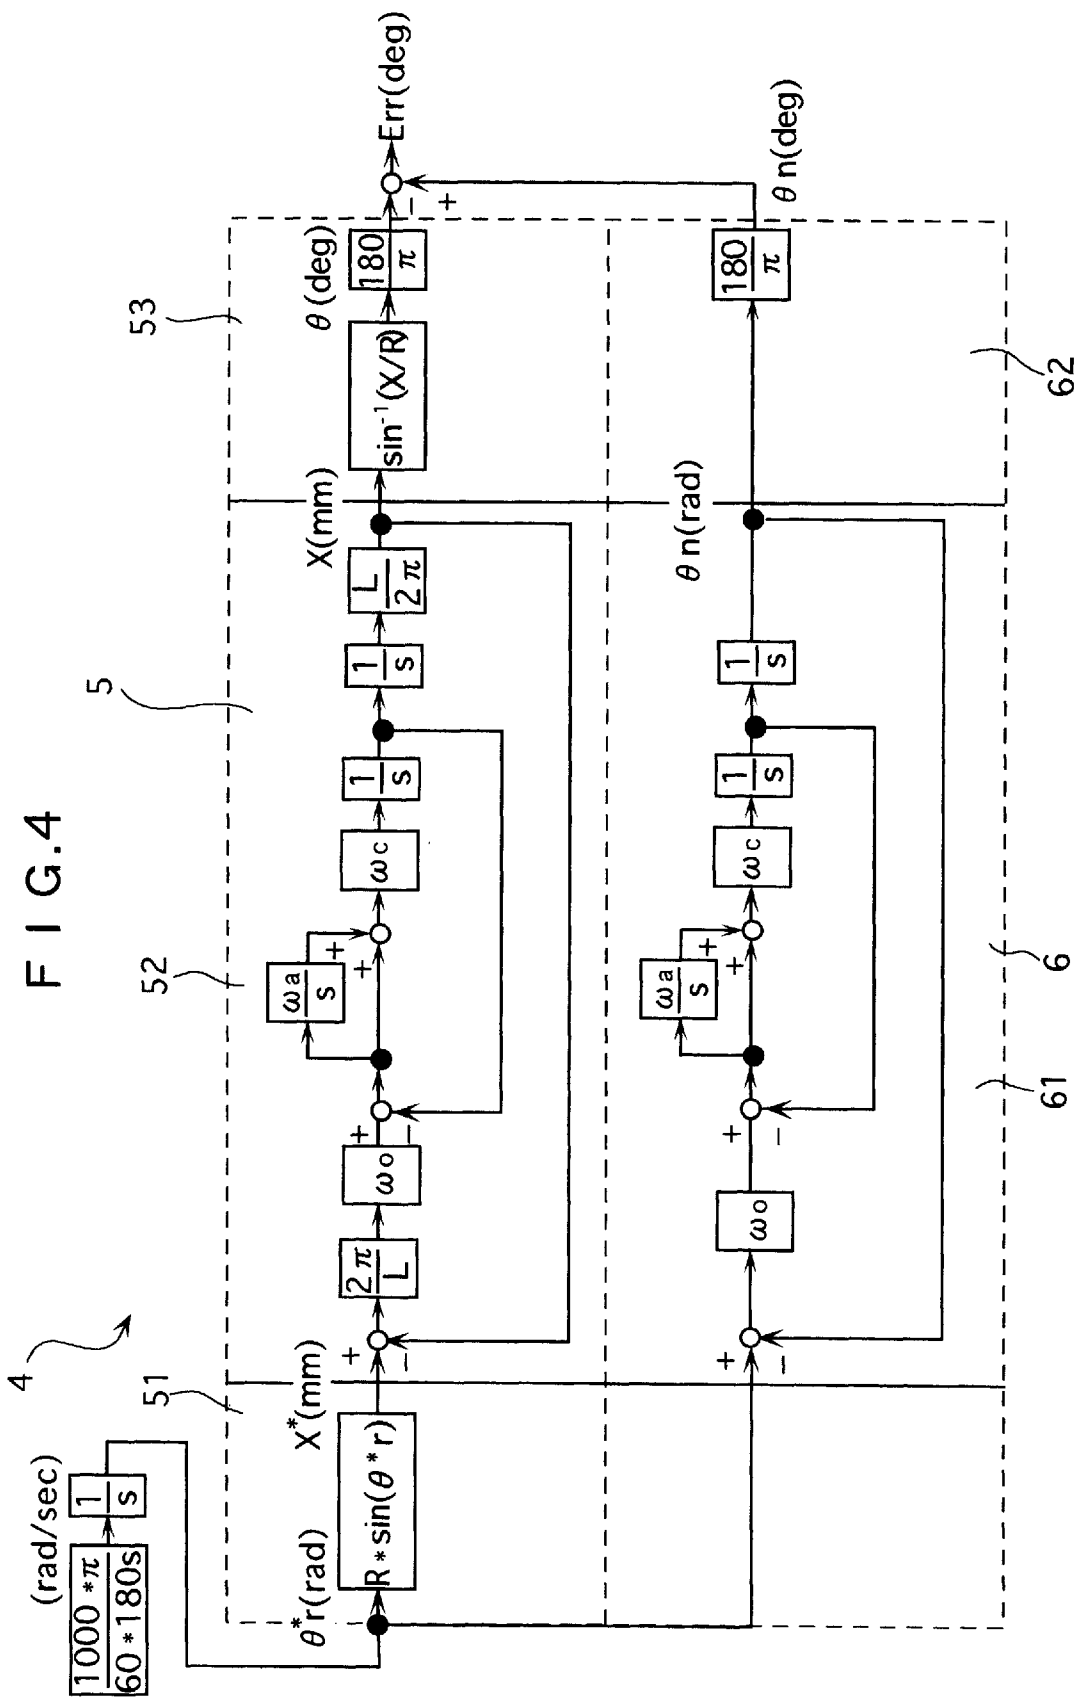 F I G.4
4
(rad/sec)
1000*π
60*180s
1
s
51
52
5
53
θ*r(rad)
R*sin(θ*r)
X*(mm)
+
−
2π
L
ωo
+
−
ωa
s
+
+
ωc
1
s
1
s
L
2π
X(mm)
sin⁻¹(X/R)
θ(deg)
180
π
−
+
Err(deg)
+
−
ωo
+
−
ωa
s
+
+
ωc
1
s
1
s
θn(rad)
180
π
θn(deg)
61
6
62